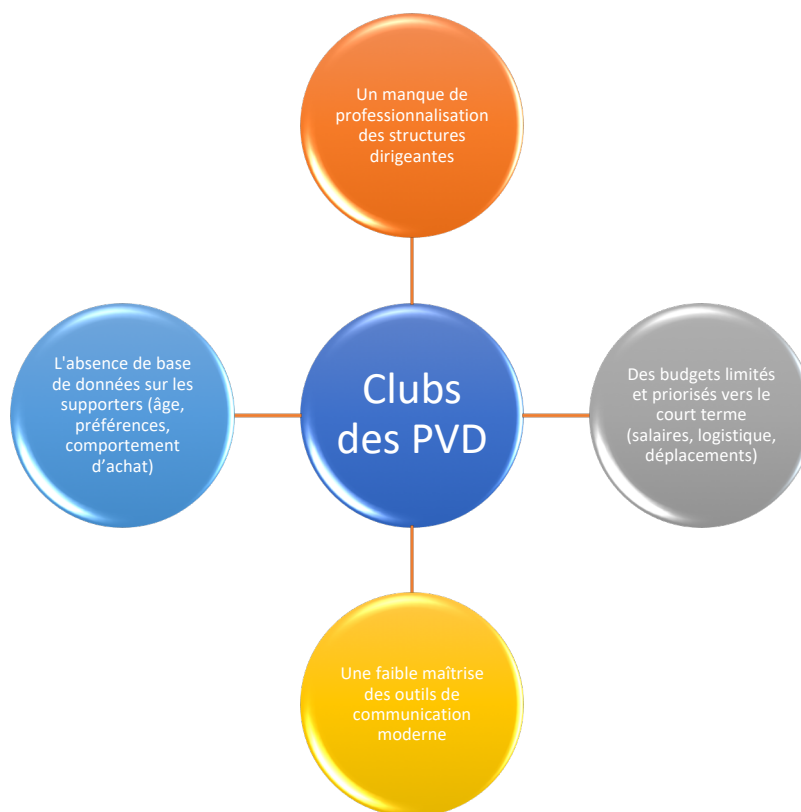 Un manque de
professionnalisation
des structures
dirigeantes
L'absence de base
de données sur les
supporters (âge,
préférences,
comportement
d’achat)
Clubs
des PVD
Des budgets limités
et priorisés vers le
court terme
(salaires, logistique,
déplacements)
Une faible maîtrise
des outils de
communication
moderne